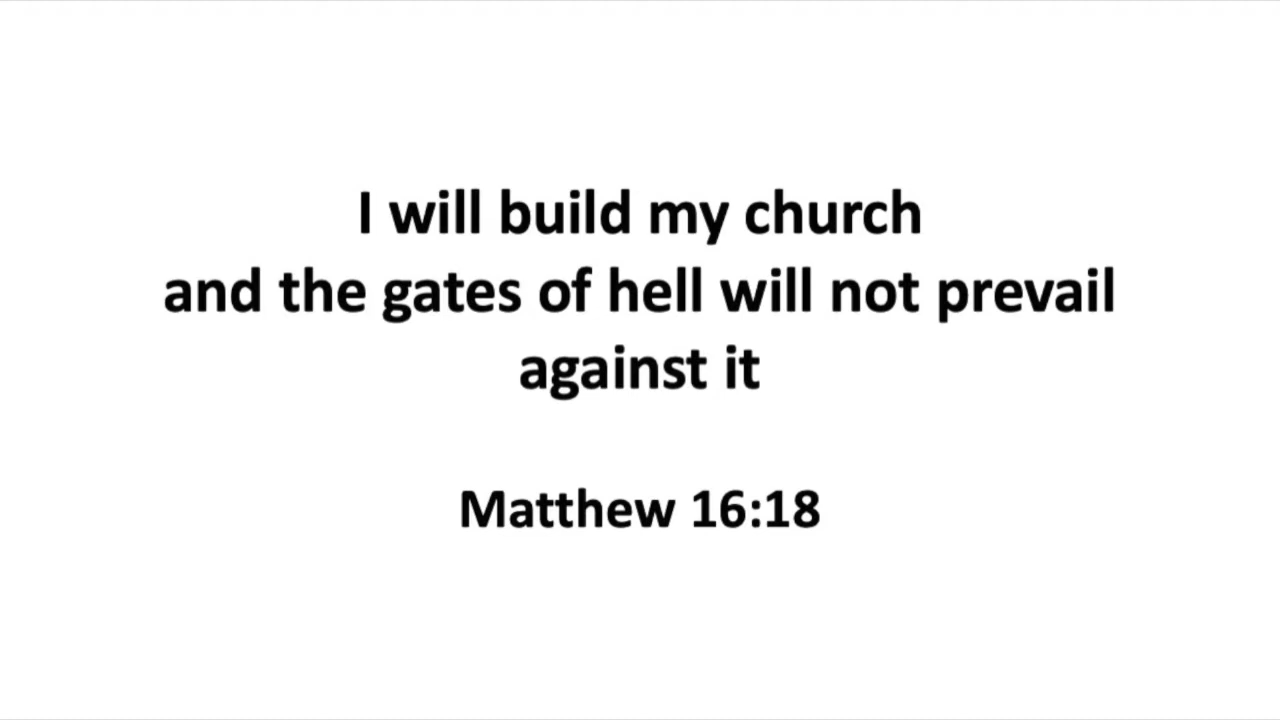 I will build my church
and the gates of hell will not prevail
against it
Matthew 16:18